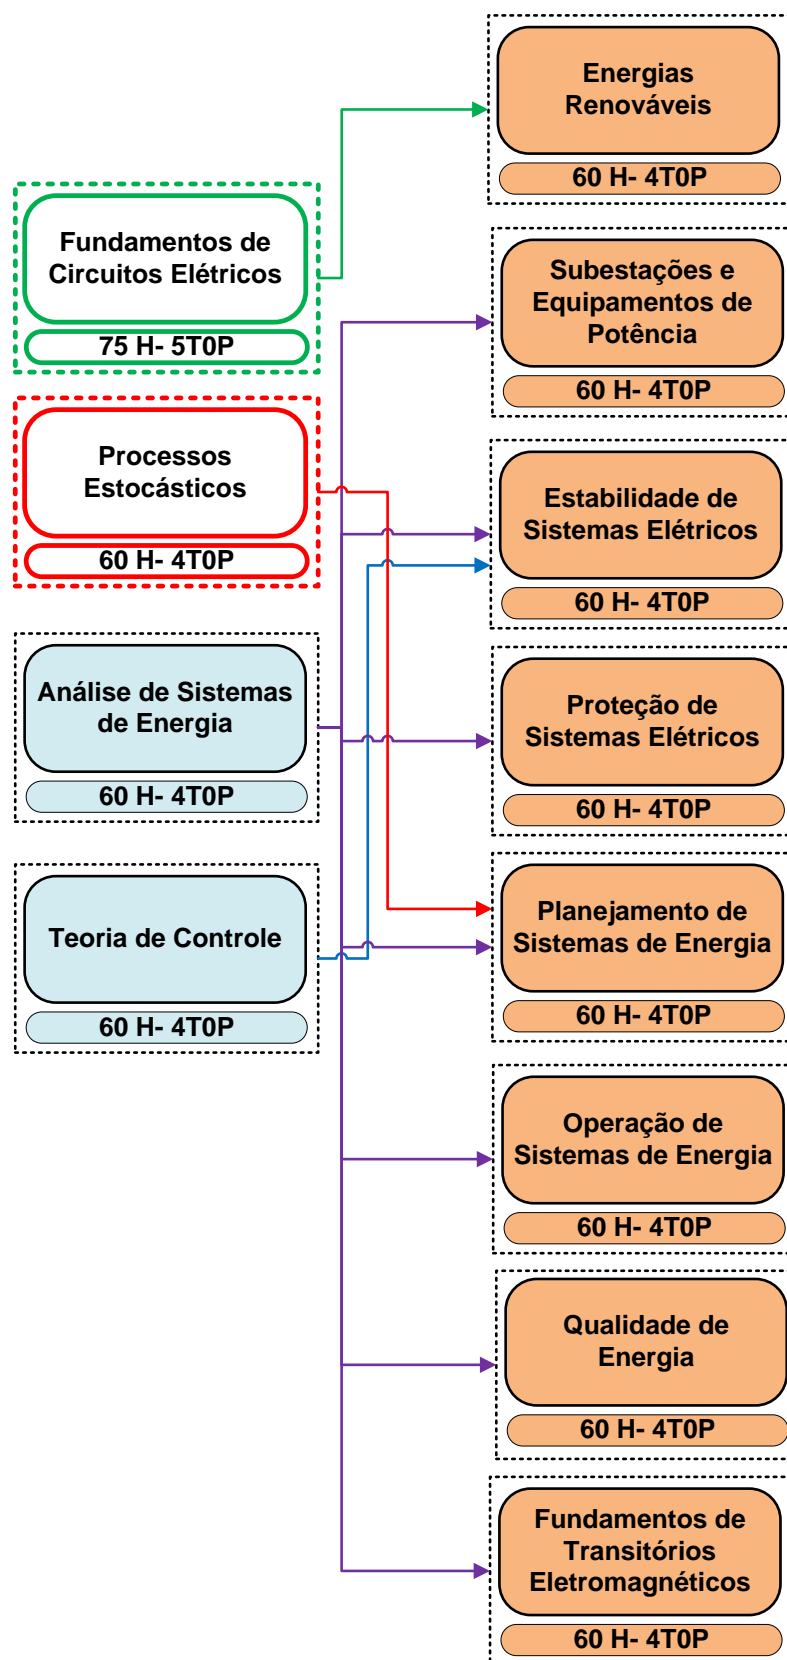 Fundamentos de
Circuitos Elétricos
75 H- 5T0P
Processos
Estocásticos
60 H- 4T0P
Análise de Sistemas
de Energia
60 H- 4T0P
Teoria de Controle
60 H- 4T0P
Energias
Renováveis
60 H- 4T0P
Subestações e
Equipamentos de
Potência
60 H- 4T0P
Estabilidade de
Sistemas Elétricos
60 H- 4T0P
Proteção de
Sistemas Elétricos
60 H- 4T0P
Planejamento de
Sistemas de Energia
60 H- 4T0P
Operação de
Sistemas de Energia
60 H- 4T0P
Qualidade de
Energia
60 H- 4T0P
Fundamentos de
Transitórios
Eletromagnéticos
60 H- 4T0P